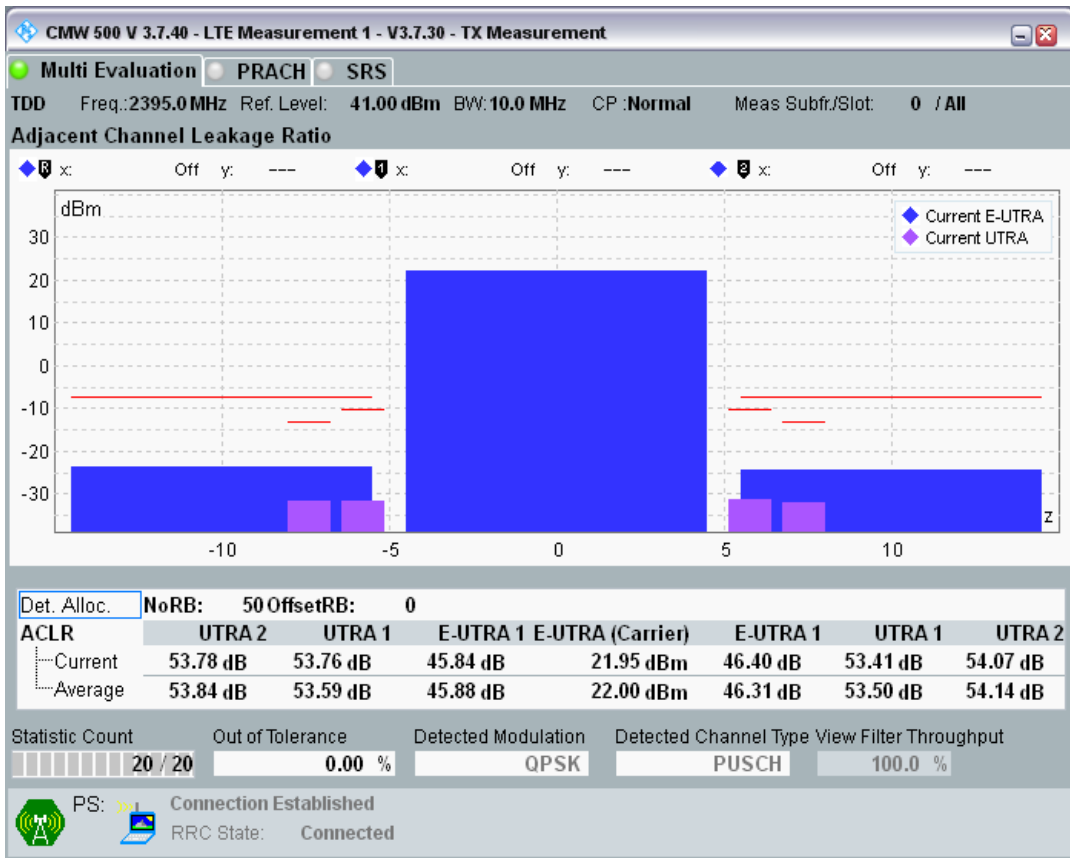 CMW 500 V 3.7.40 - LTE Measurement 1 - V3.7.30 - TX Measurement
Multi Evaluation PRACH SRS
TDD Freq.:2395.0 MHz Ref. Level: 41.00 dBm BW:10.0 MHz CP :Normal Meas Subfr./Slot: 0 / All
Adjacent Channel Leakage Ratio
R x: Off y: --- 1 x: Off y: --- 2 x: Off y: ---
dBm
Current E-UTRA
Current UTRA
30
20
10
0
-10
-20
-30
z
-10 -5 0 5 10
Det. Alloc. NoRB: 50 OffsetRB: 0
ACLR UTRA 2 UTRA 1 E-UTRA 1 E-UTRA (Carrier) E-UTRA 1 UTRA 1 UTRA 2
Current 53.78 dB 53.76 dB 45.84 dB 21.95 dBm 46.40 dB 53.41 dB 54.07 dB
Average 53.84 dB 53.59 dB 45.88 dB 22.00 dBm 46.31 dB 53.50 dB 54.14 dB
Statistic Count Out of Tolerance Detected Modulation Detected Channel Type View Filter Throughput
20 / 20 0.00 % QPSK PUSCH 100.0 %
PS: Connection Established
RRC State: Connected